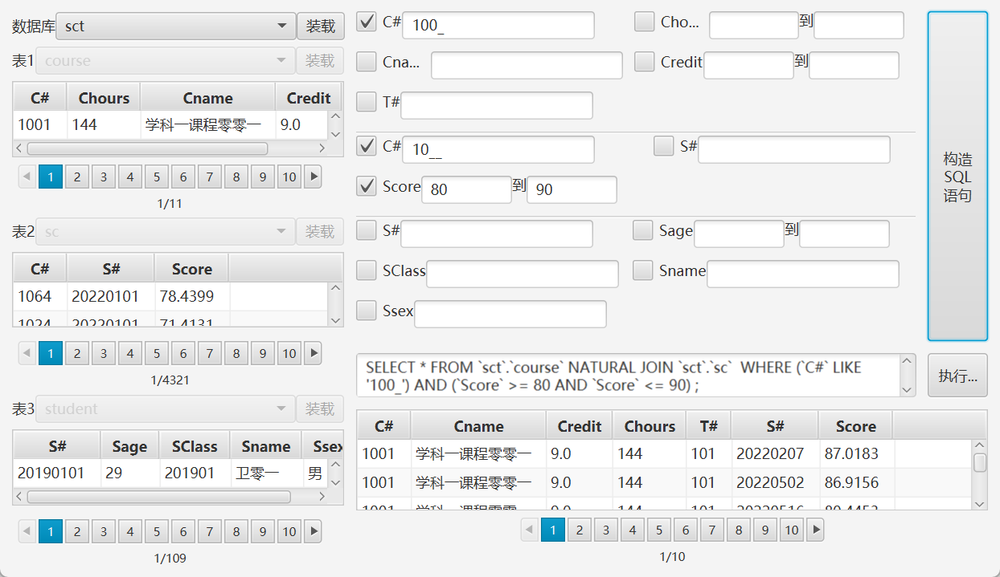 数据库 sct 装载
表1 course 装载
C# Chours Cname Credit
1001 144 学科一课程零零一 9.0
1 2 3 4 5 6 7 8 9 10
1/11
表2 sc 装载
C# S# Score
1064 20220101 78.4399
1024 20220101 71.4131
1 2 3 4 5 6 7 8 9 10
1/4321
表3 student 装载
S# Sage SClass Sname Ssex
20190101 29 201901 卫零一 男
1 2 3 4 5 6 7 8 9 10
1/109
C# 100_ Cho... 到
Cna... Credit 到
T#
C# 10__ S#
Score 80 到 90
S# Sage 到
SClass Sname
Ssex
构造
SQL
语句
SELECT * FROM `sct`.`course` NATURAL JOIN `sct`.`sc` WHERE (`C#` LIKE
'100_') AND (`Score` >= 80 AND `Score` <= 90) ;
执行...
C# Cname Credit Chours T# S# Score
1001 学科一课程零零一 9.0 144 101 20220207 87.0183
1001 学科一课程零零一 9.0 144 101 20220502 86.9156
1001 学科一课程零零一 9.0 144 101 20220516
1 2 3 4 5 6 7 8 9 10
1/10